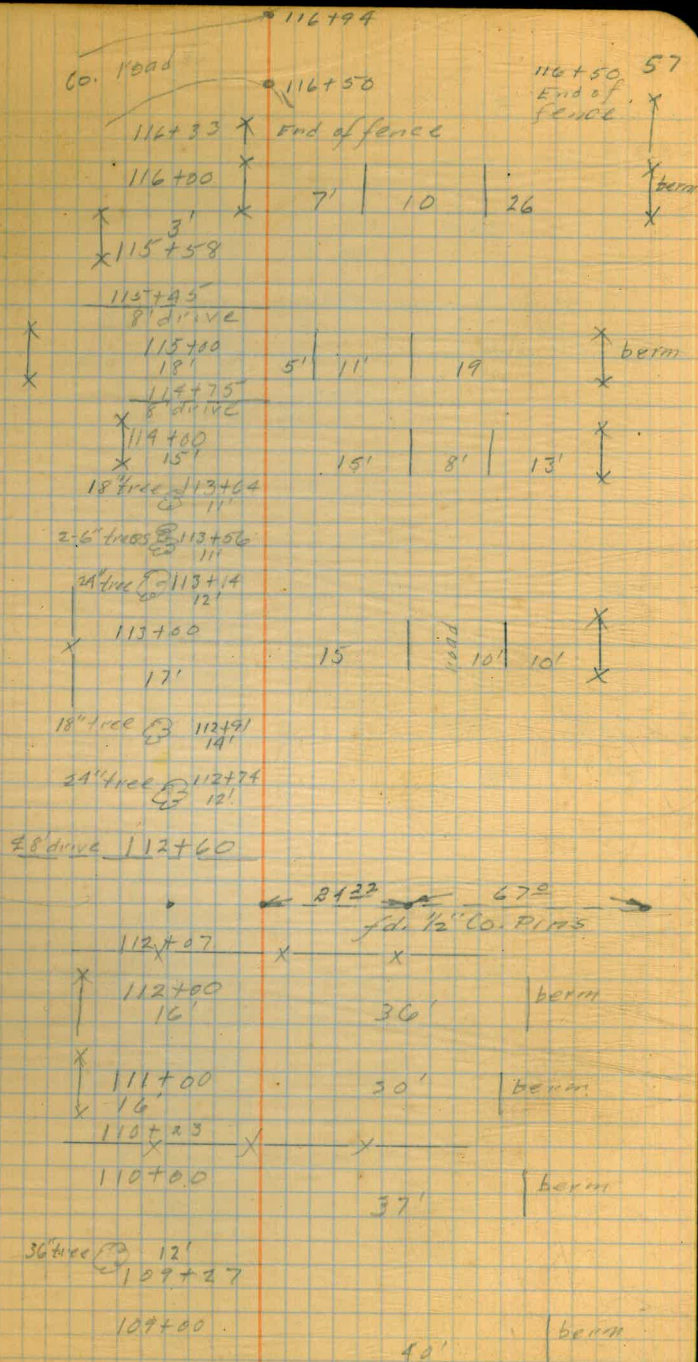 116+94
57
Co. road
116+50
116+50
End of
fence
116+33 End of fence
116+00
7' 10 26 berm
3'
115+58
115+45
8' drive
115+00
18' 5' 11' 19 berm
114+75
8' drive
114+00
15' 15' 8' 13'
18" tree 113+64
11'
2-6" trees 113+56
11'
24" tree 113+14
12'
113+00
15 road 10' 10'
17'
18" tree 112+91
14'
24" tree 112+74
12'
℄ 8' drive 112+60
24 22 67 0
fd. 1/2" Co. Pins
112+07
112+00 berm
16' 36'
111+00 30' berm
16'
110+23
110+00 berm
37'
36" tree 12'
109+27
109+00 berm
40'